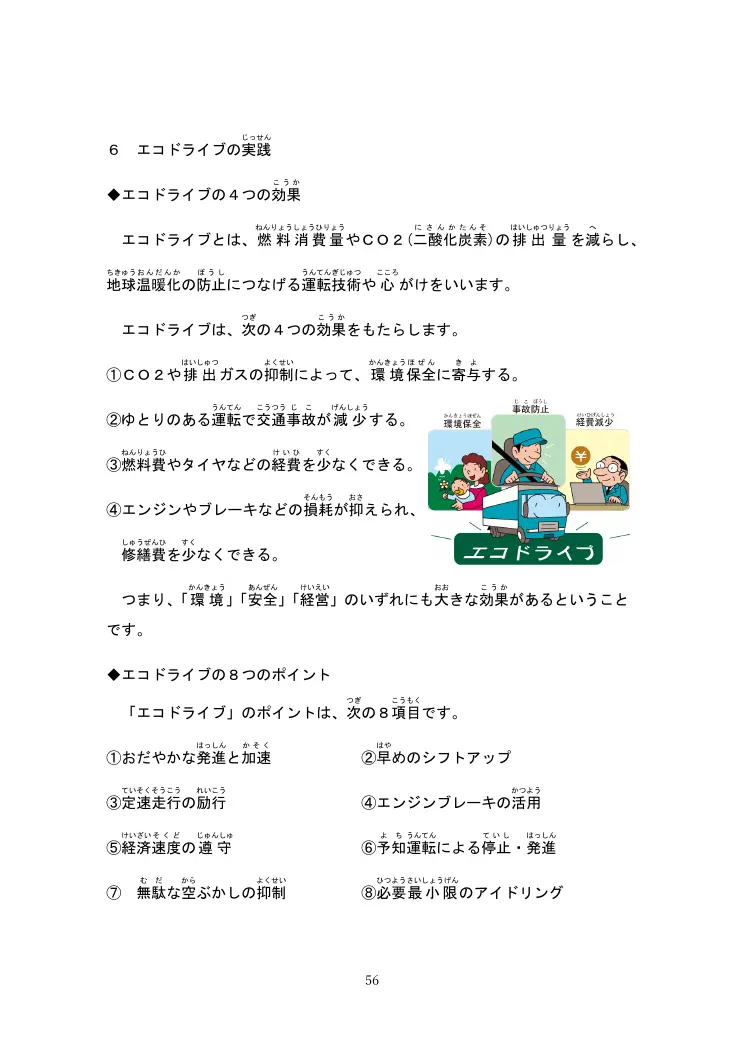 ６　エコドライブの実践
◆エコドライブの４つの効果
エコドライブとは、燃料消費量やＣＯ２(二酸化炭素)の排出量を減らし、
地球温暖化の防止につなげる運転技術や心がけをいいます。
エコドライブは、次の４つの効果をもたらします。
①ＣＯ２や排出ガスの抑制によって、環境保全に寄与する。
②ゆとりのある運転で交通事故が減少する。
③燃料費やタイヤなどの経費を少なくできる。
④エンジンやブレーキなどの損耗が抑えられ、
修繕費を少なくできる。
環境保全
事故防止
経費減少
¥
エコドライブ
つまり、「環境」「安全」「経営」のいずれにも大きな効果があるということ
です。
◆エコドライブの８つのポイント
「エコドライブ」のポイントは、次の８項目です。
①おだやかな発進と加速　②早めのシフトアップ
③定速走行の励行　④エンジンブレーキの活用
⑤経済速度の遵守　⑥予知運転による停止・発進
⑦　無駄な空ぶかしの抑制　⑧必要最小限のアイドリング
56